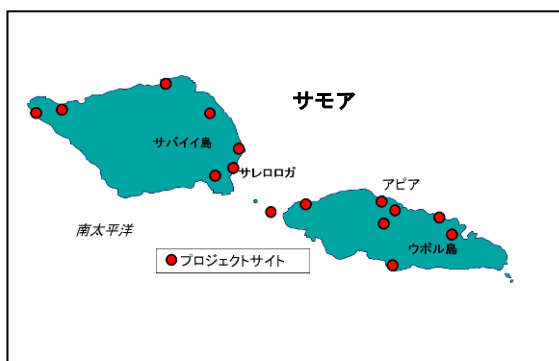 サモア
サバイイ島
サレロロガ
アピア
南太平洋
ウポル島
プロジェクトサイト